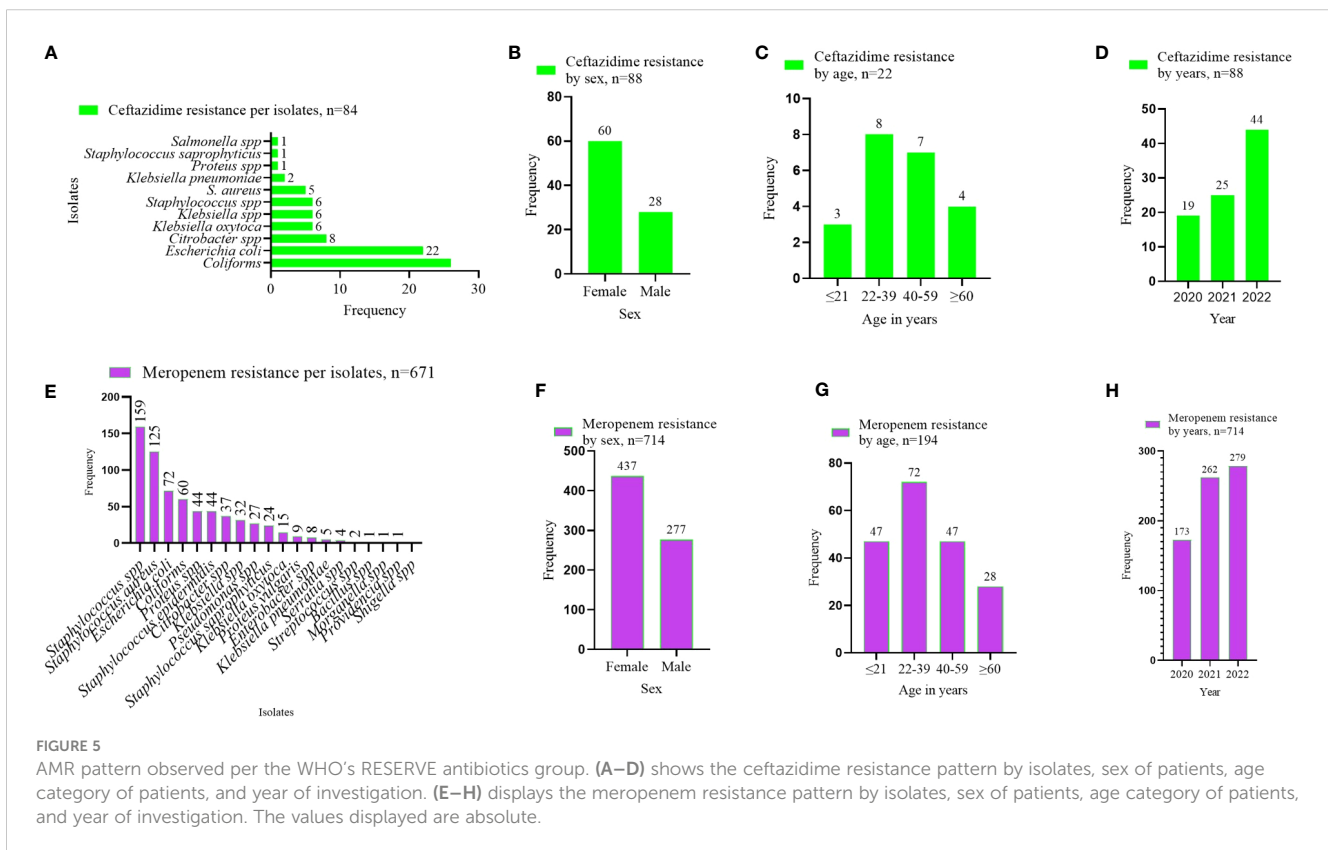 A
Ceftazidime resistance per isolates, n=84
Isolates
Salmonella spp 1
Staphylococcus saprophyticus 1
Proteus spp 1
Klebsiella pneumoniae 2
S. aureus 5
Staphylococcus spp 6
Klebsiella spp 6
Klebsiella oxytoca 6
Citrobacter spp 8
Escherichia coli 22
Coliforms
0 10 20 30
Frequency
B
Ceftazidime resistance
by sex, n=88
Frequency
80
60
40
20
0
60
28
Female Male
Sex
C
Ceftazidime resistance
by age, n=22
Frequency
10
8
6
4
2
0
3
8
7
4
≤21 22-39 40-59 ≥60
Age in years
D
Ceftazidime resistance
by years, n=88
Frequency
50
40
30
20
10
0
19
25
44
2020 2021 2022
Year
E
Meropenem resistance per isolates, n=671
Frequency
200
150
100
50
0
159
125
72
60
44
44
37
32
27
24
15
9
8
5
4
2
1
1
1
Staphylococcus spp
Staphylococcus aureus
Escherichia coli
Coliforms
Proteus spp
Staphylococcus epidermidis
Citrobacter spp
Klebsiella spp
Pseudomonas spp
Staphylococcus saprophyticus
Klebsiella oxytoca
Proteus vulgaris
Enterobacter spp
Klebsiella pneumoniae
Serratia spp
Streptococcus spp
Bacillus spp
Morganella spp
Providencia spp
Shigella spp
Isolates
F
Meropenem resistance
by sex, n=714
Frequency
500
400
300
200
100
0
437
277
Female Male
Sex
G
Meropenem resistance
by age, n=194
Frequency
80
60
40
20
0
47
72
47
28
≤21 22-39 40-59 ≥60
Age in years
H
Meropenem resistance
by years, n=714
Frequency
300
200
100
0
173
262
279
2020 2021 2022
Year
FIGURE 5
AMR pattern observed per the WHO's RESERVE antibiotics group. (A–D) shows the ceftazidime resistance pattern by isolates, sex of patients, age
category of patients, and year of investigation. (E–H) displays the meropenem resistance pattern by isolates, sex of patients, age category of patients,
and year of investigation. The values displayed are absolute.